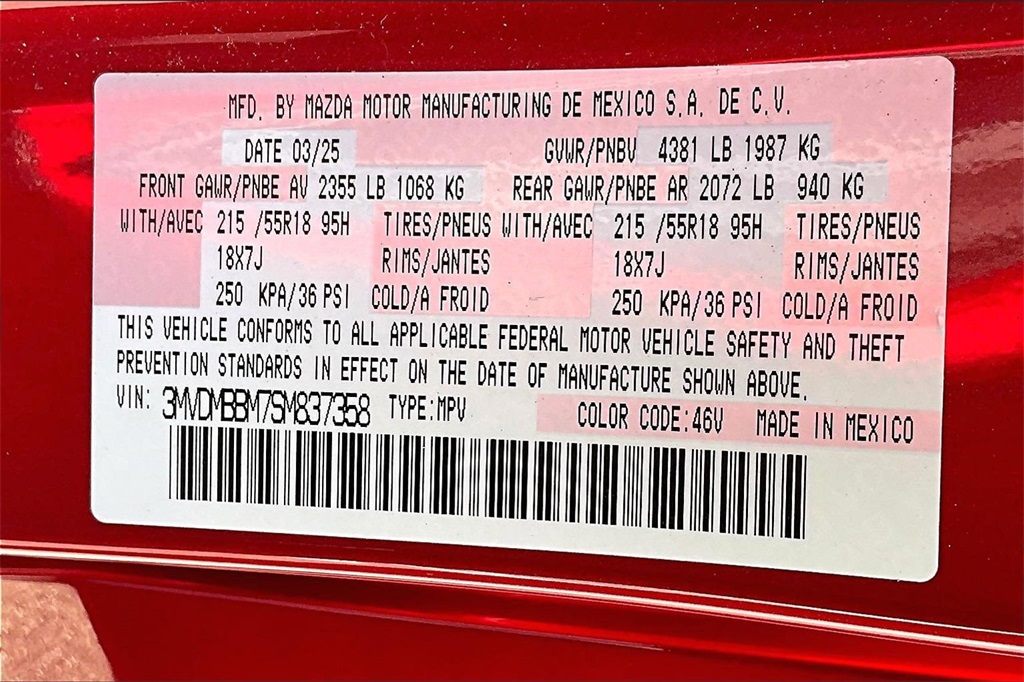 MFD. BY MAZDA MOTOR MANUFACTURING DE MEXICO S.A. DE C.V.
DATE 03/25 GVWR/PNBV 4381 LB 1987 KG
FRONT GAWR/PNBE AV 2355 LB 1068 KG REAR GAWR/PNBE AR 2072 LB 940 KG
WITH/AVEC 215 /55R18 95H TIRES/PNEUS WITH/AVEC 215 /55R18 95H TIRES/PNEUS
18X7J RIMS/JANTES 18X7J RIMS/JANTES
250 KPA/36 PSI COLD/A FROID 250 KPA/36 PSI COLD/A FROID
THIS VEHICLE CONFORMS TO ALL APPLICABLE FEDERAL MOTOR VEHICLE SAFETY AND THEFT
PREVENTION STANDARDS IN EFFECT ON THE DATE OF MANUFACTURE SHOWN ABOVE.
VIN: 3MVDMBBM7SM837358 TYPE:MPV COLOR CODE:46V MADE IN MEXICO